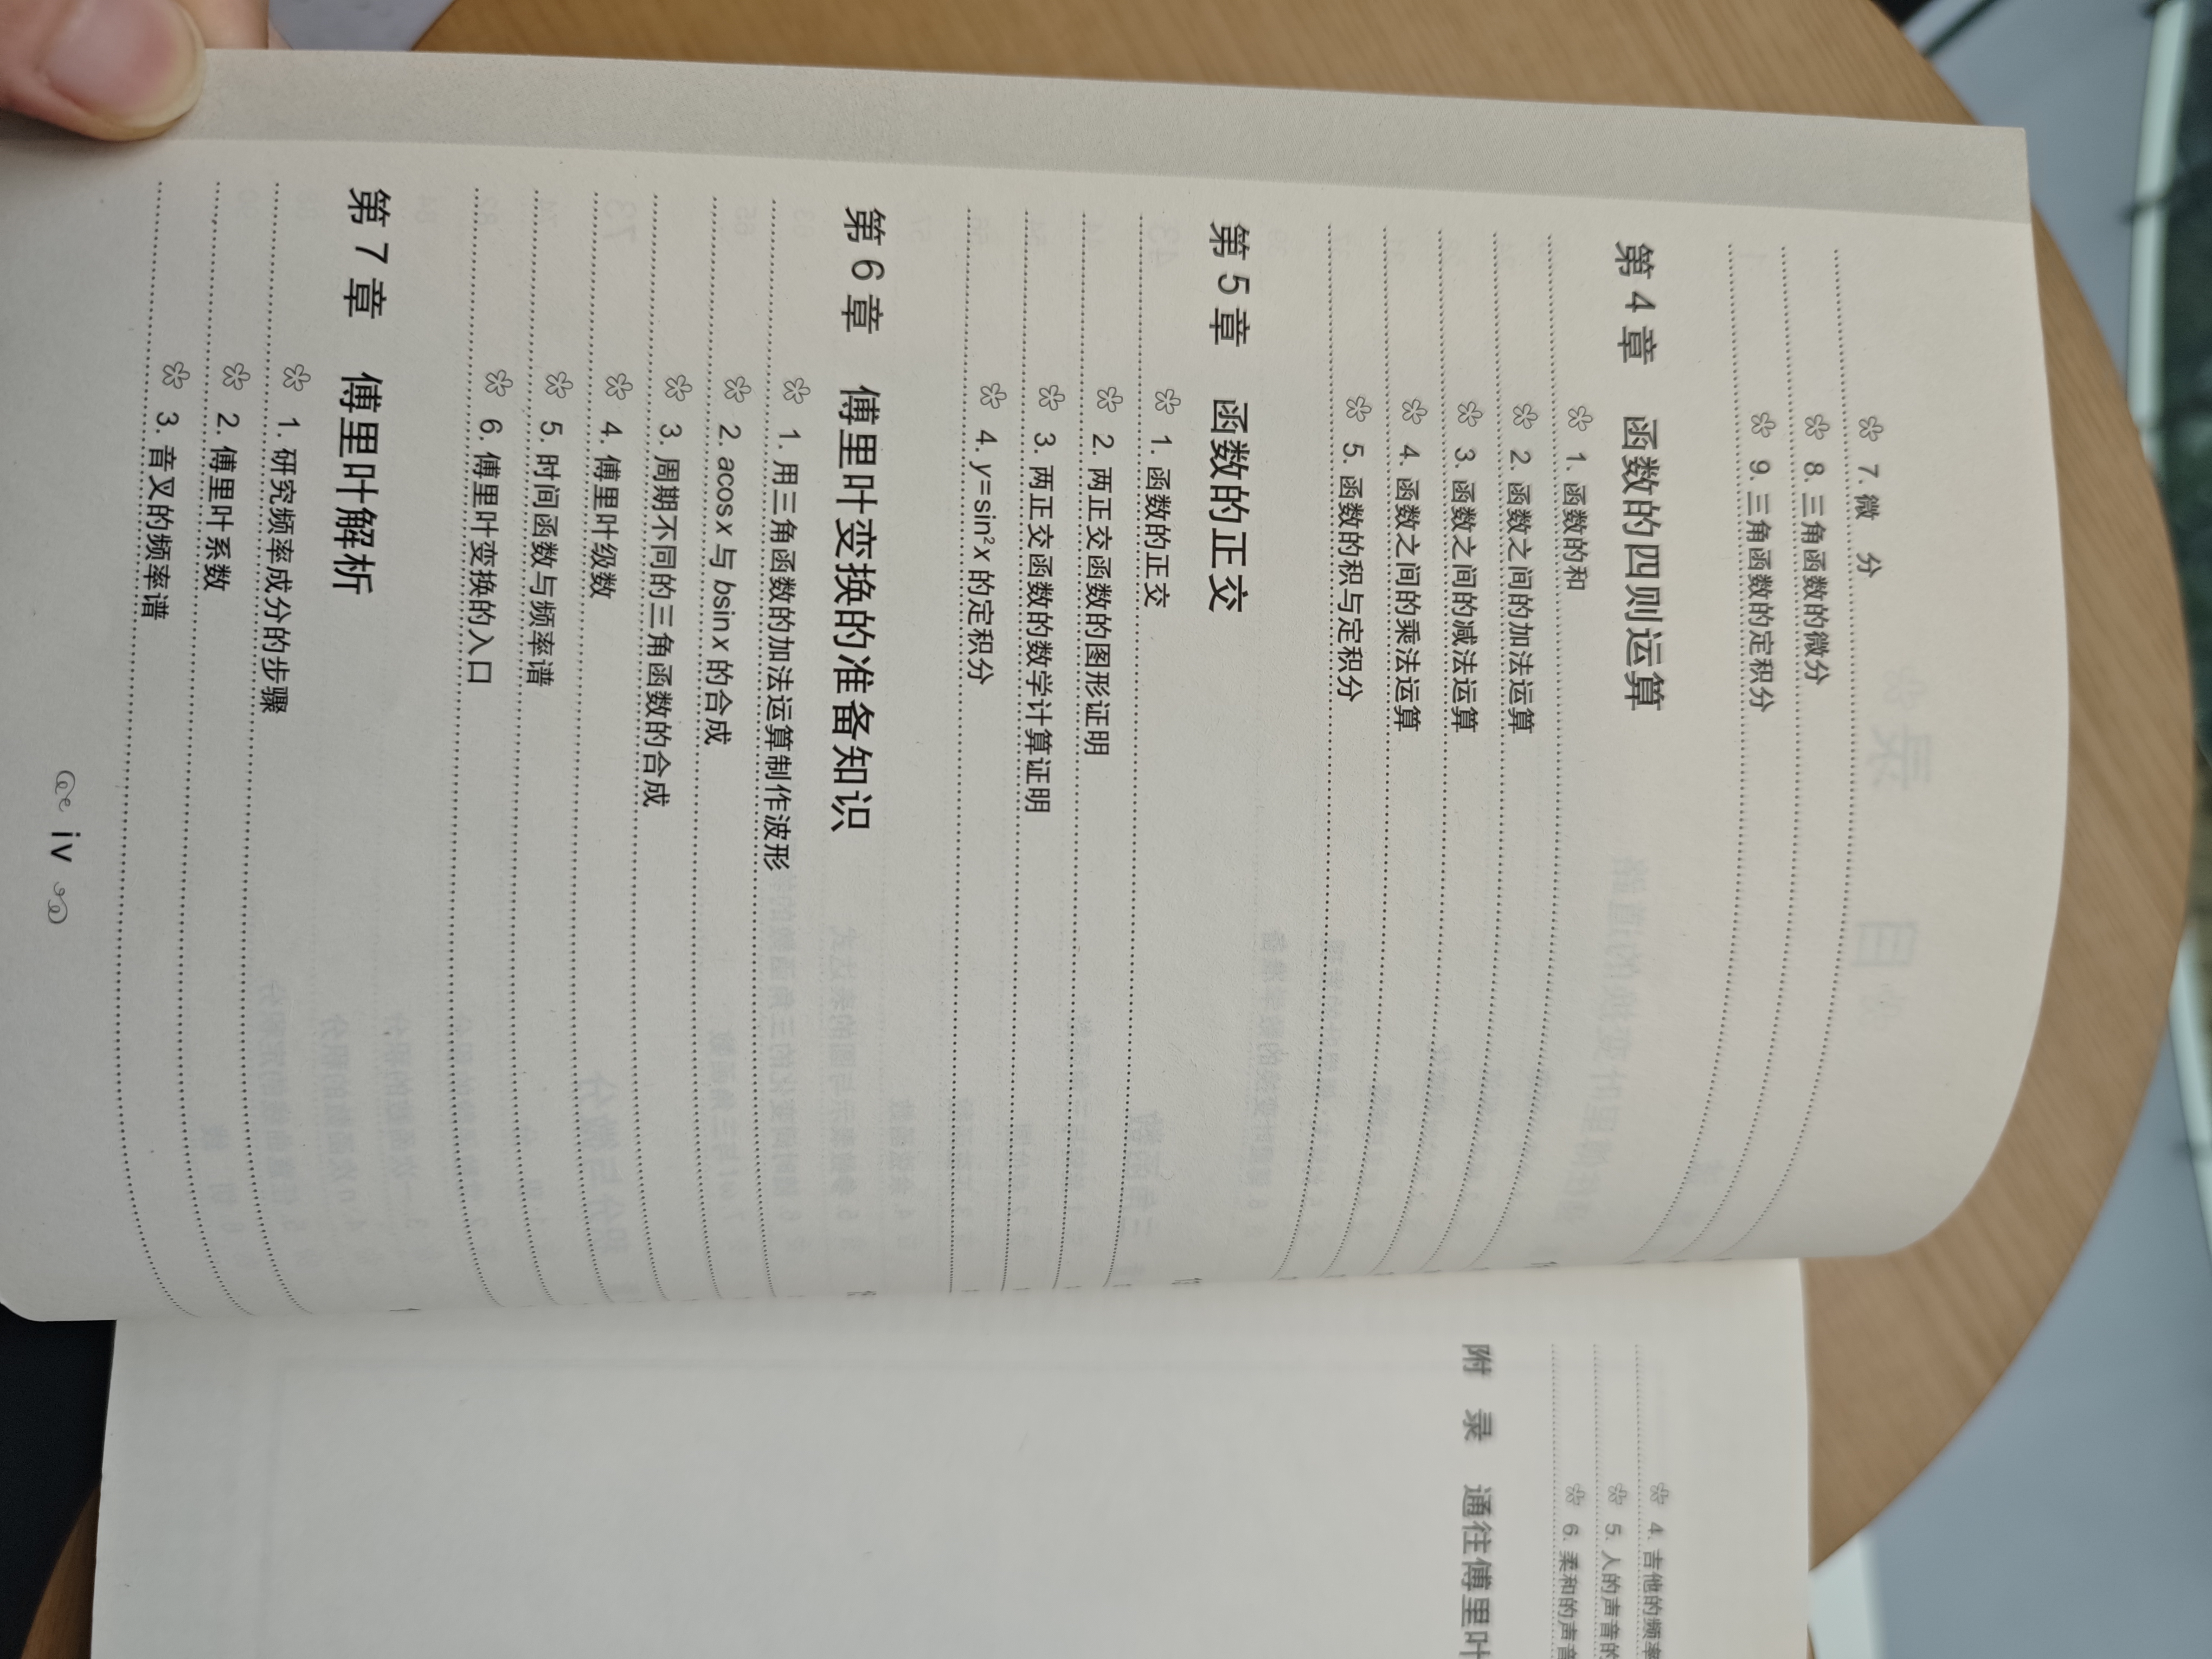 7. 微 分
8. 三角函数的微分
9. 三角函数的定积分
第4章 函数的四则运算
1. 函数的和
2. 函数之间的加法运算
3. 函数之间的减法运算
4. 函数之间的乘法运算
5. 函数的积与定积分
第5章 函数的正交
1. 函数的正交
2. 两正交函数的图形证明
3. 两正交函数的数学计算证明
4. y=sin²x 的定积分
第6章 傅里叶变换的准备知识
1. 用三角函数的加法运算制作波形
2. acosx 与 bsinx 的合成
3. 周期不同的三角函数的合成
4. 傅里叶级数
5. 时间函数与频率谱
6. 傅里叶变换的入口
第7章 傅里叶解析
1. 研究频率成分的步骤
2. 傅里叶系数
3. 音叉的频率谱
iv
4. 吉他的频率
5. 人的声音的
6. 柔和的声音
附 录 通往傅里叶